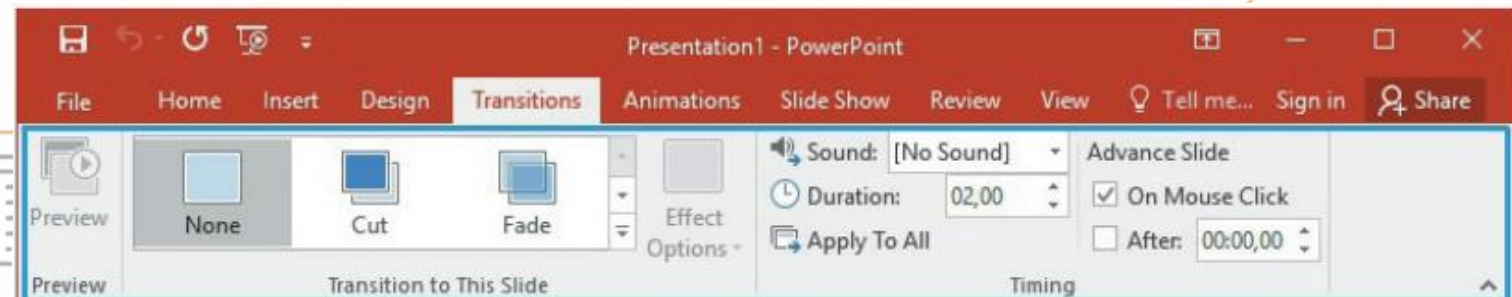 Presentation1 - PowerPoint
File Home Insert Design Transitions Animations Slide Show Review View Tell me... Sign in Share
Sound: [No Sound] Advance Slide
Duration: 02,00 On Mouse Click
Preview None Cut Fade Effect Options
Apply To All After: 00:00,00
Preview Transition to This Slide Timing